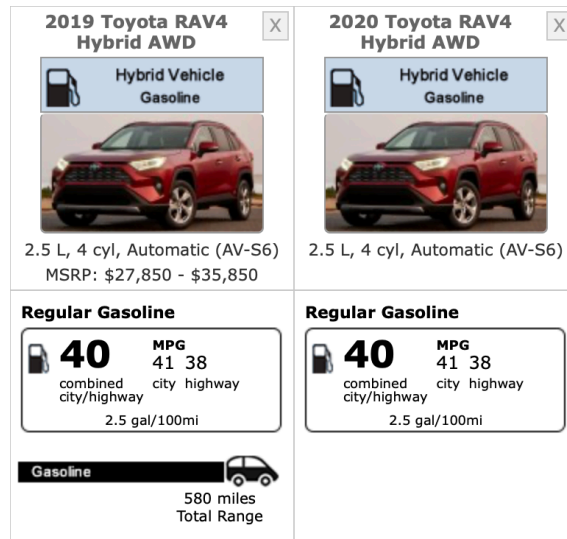 2019 Toyota RAV4
Hybrid AWD
X
Hybrid Vehicle
Gasoline
2.5 L, 4 cyl, Automatic (AV-S6)
MSRP: $27,850 - $35,850
Regular Gasoline
40
combined
city/highway
MPG
41 38
city highway
2.5 gal/100mi
Gasoline
580 miles
Total Range
2020 Toyota RAV4
Hybrid AWD
X
Hybrid Vehicle
Gasoline
2.5 L, 4 cyl, Automatic (AV-S6)
Regular Gasoline
40
combined
city/highway
MPG
41 38
city highway
2.5 gal/100mi